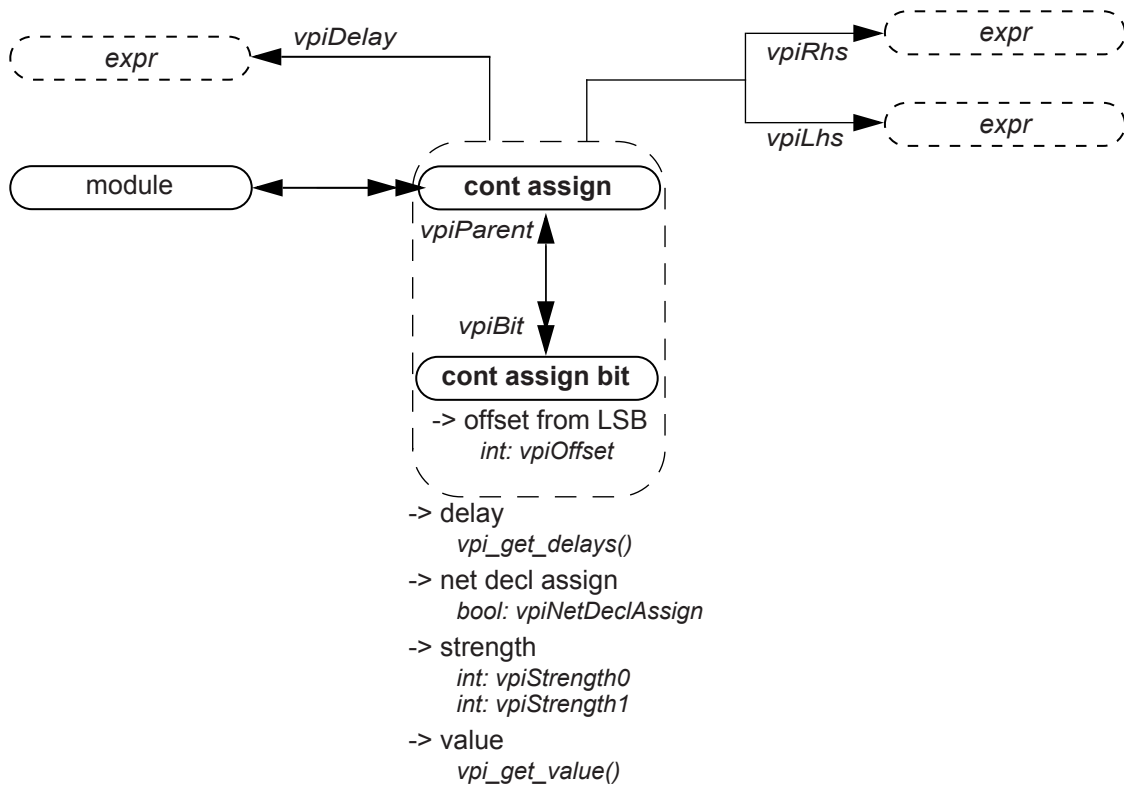 vpiDelay
expr
expr
vpiRhs
vpiLhs
expr
module
cont assign
vpiParent
vpiBit
cont assign bit
-> offset from LSB
int: vpiOffset
-> delay
vpi_get_delays()
-> net decl assign
bool: vpiNetDeclAssign
-> strength
int: vpiStrength0
int: vpiStrength1
-> value
vpi_get_value()